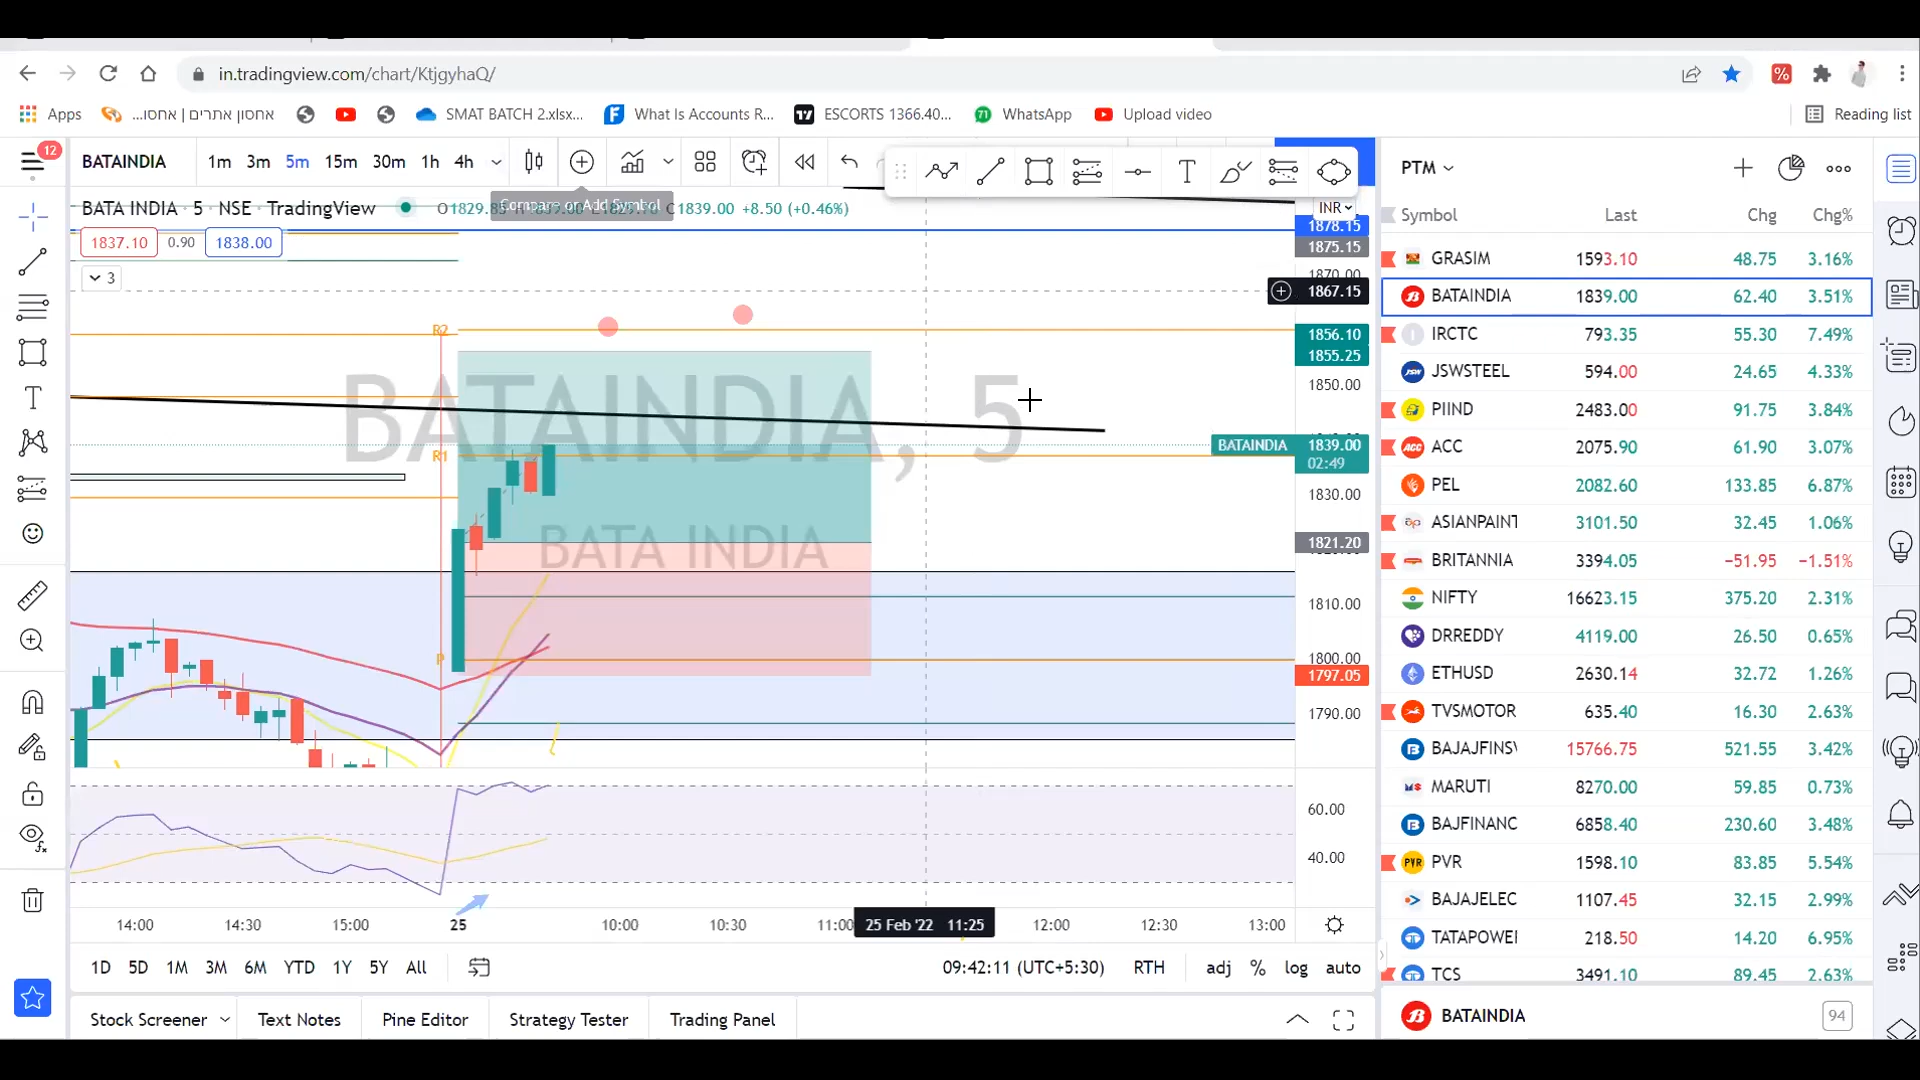 in.tradingview.com/chart/KtjgyhaQ/
Apps
אחסון אתרים | אחסו...
SMAT BATCH 2.xlsx...
What Is Accounts R...
ESCORTS 1366.40...
WhatsApp
Upload video
Reading list
12
BATAINDIA
1m 3m 5m 15m 30m 1h 4h
PTM
BATA INDIA · 5 · NSE · TradingView
Compare or Add Symbol
C1839.00 +8.50 (+0.46%)
INR
Symbol Last Chg Chg%
1837.10 0.90 1838.00
3
1878.15
1875.15
1870.00
1867.15
1856.10
1855.25
1850.00
BATAINDIA 1839.00
02:49
1830.00
1821.20
1810.00
1800.00
1797.05
1790.00
60.00
40.00
R2
R1
P
BATAINDIA, 5
BATA INDIA
GRASIM 1593.10 48.75 3.16%
BATAINDIA 1839.00 62.40 3.51%
IRCTC 793.35 55.30 7.49%
JSWSTEEL 594.00 24.65 4.33%
PIIND 2483.00 91.75 3.84%
ACC 2075.90 61.90 3.07%
PEL 2082.60 133.85 6.87%
ASIANPAINT 3101.50 32.45 1.06%
BRITANNIA 3394.05 −51.95 −1.51%
NIFTY 16623.15 375.20 2.31%
DRREDDY 4119.00 26.50 0.65%
ETHUSD 2630.14 32.72 1.26%
TVSMOTOR 635.40 16.30 2.63%
BAJAJFINSV 15766.75 521.55 3.42%
MARUTI 8270.00 59.85 0.73%
BAJFINANC 6858.40 230.60 3.48%
PVR 1598.10 83.85 5.54%
BAJAJELEC 1107.45 32.15 2.99%
TATAPOWE 218.50 14.20 6.95%
TCS 3491.10 89.45 2.63%
14:00 14:30 15:00 25 10:00 10:30 11:00 25 Feb '22 11:25 12:00 12:30 13:00
1D 5D 1M 3M 6M YTD 1Y 5Y All
09:42:11 (UTC+5:30) RTH adj % log auto
Stock Screener Text Notes Pine Editor Strategy Tester Trading Panel
BATAINDIA 94